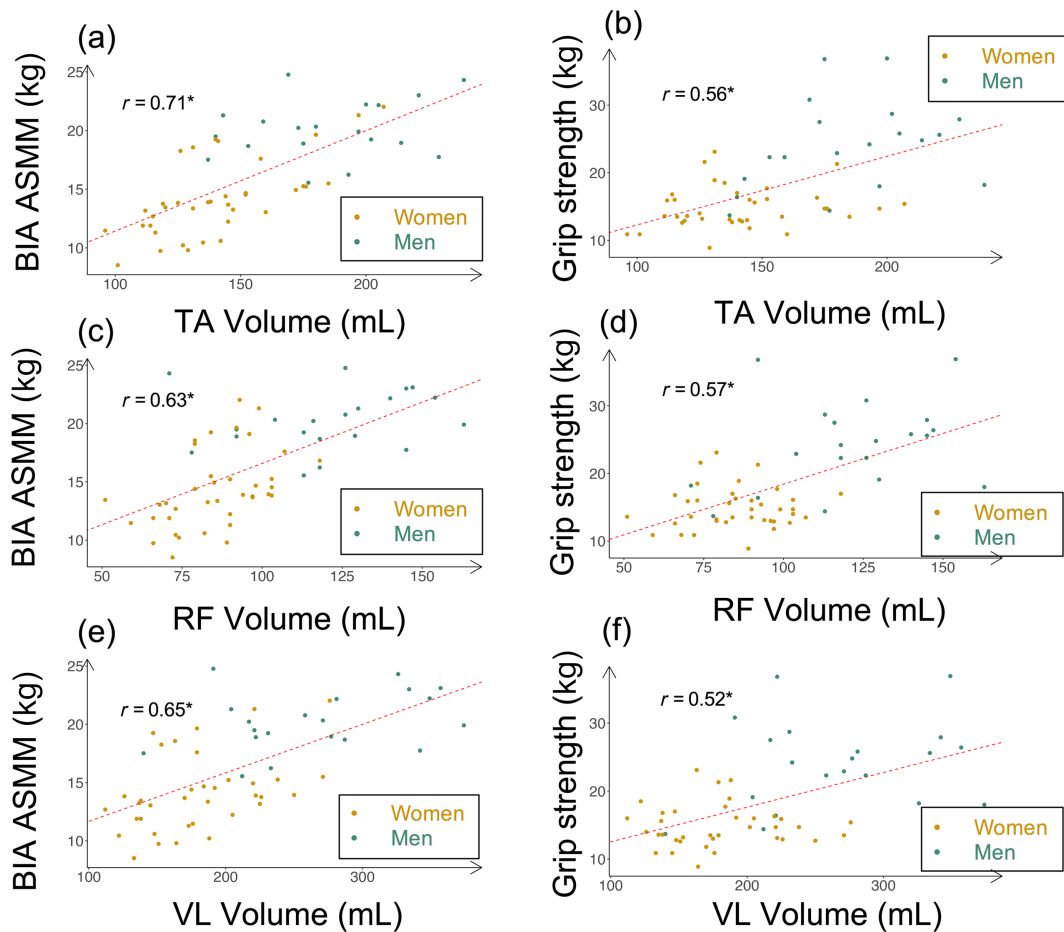 (a)
BIA ASMM (kg)
25
20
15
10
r = 0.71*
Women
Men
100
150
200
TA Volume (mL)
(b)
Grip strength (kg)
30
20
10
r = 0.56*
Women
Men
100
150
200
TA Volume (mL)
(c)
BIA ASMM (kg)
25
20
15
10
r = 0.63*
Women
Men
50
75
100
125
150
RF Volume (mL)
(d)
Grip strength (kg)
30
20
10
r = 0.57*
Women
Men
50
75
100
125
150
RF Volume (mL)
(e)
BIA ASMM (kg)
25
20
15
10
r = 0.65*
Women
Men
100
200
300
VL Volume (mL)
(f)
Grip strength (kg)
30
20
10
r = 0.52*
Women
Men
100
200
300
VL Volume (mL)